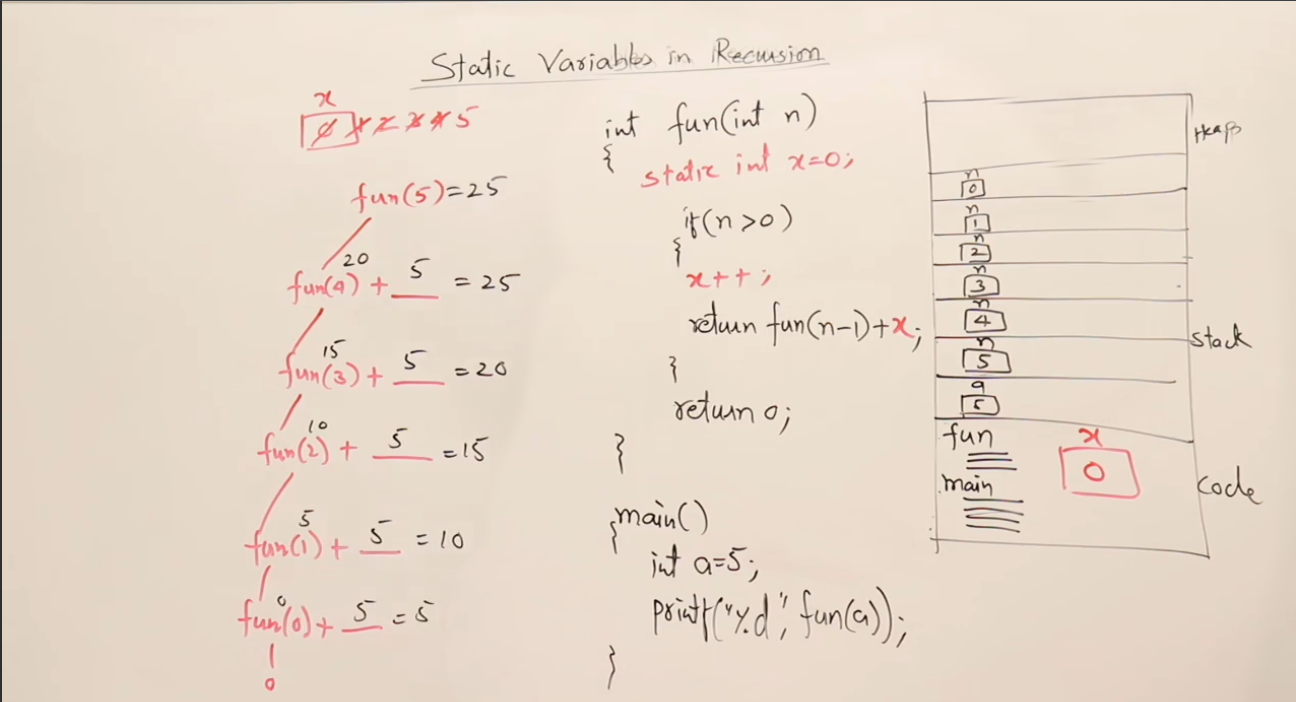 Static Variables in Recursion
x
0 1 2 3 4 5
fun(5)=25
20
fun(4) + 5 = 25
15
fun(3) + 5 = 20
10
fun(2) + 5 = 15
5
fun(1) + 5 = 10
0
fun(0) + 5 = 5
0
int fun(int n)
{
static int x=0;
if(n>0)
{
x++;
return fun(n-1)+x;
}
return 0;
}
main()
{
int a=5;
printf("%d", fun(a));
}
Heap
n
0
n
1
n
2
n
3
n
4
n
5
a
5
stack
fun
main
x
0
code